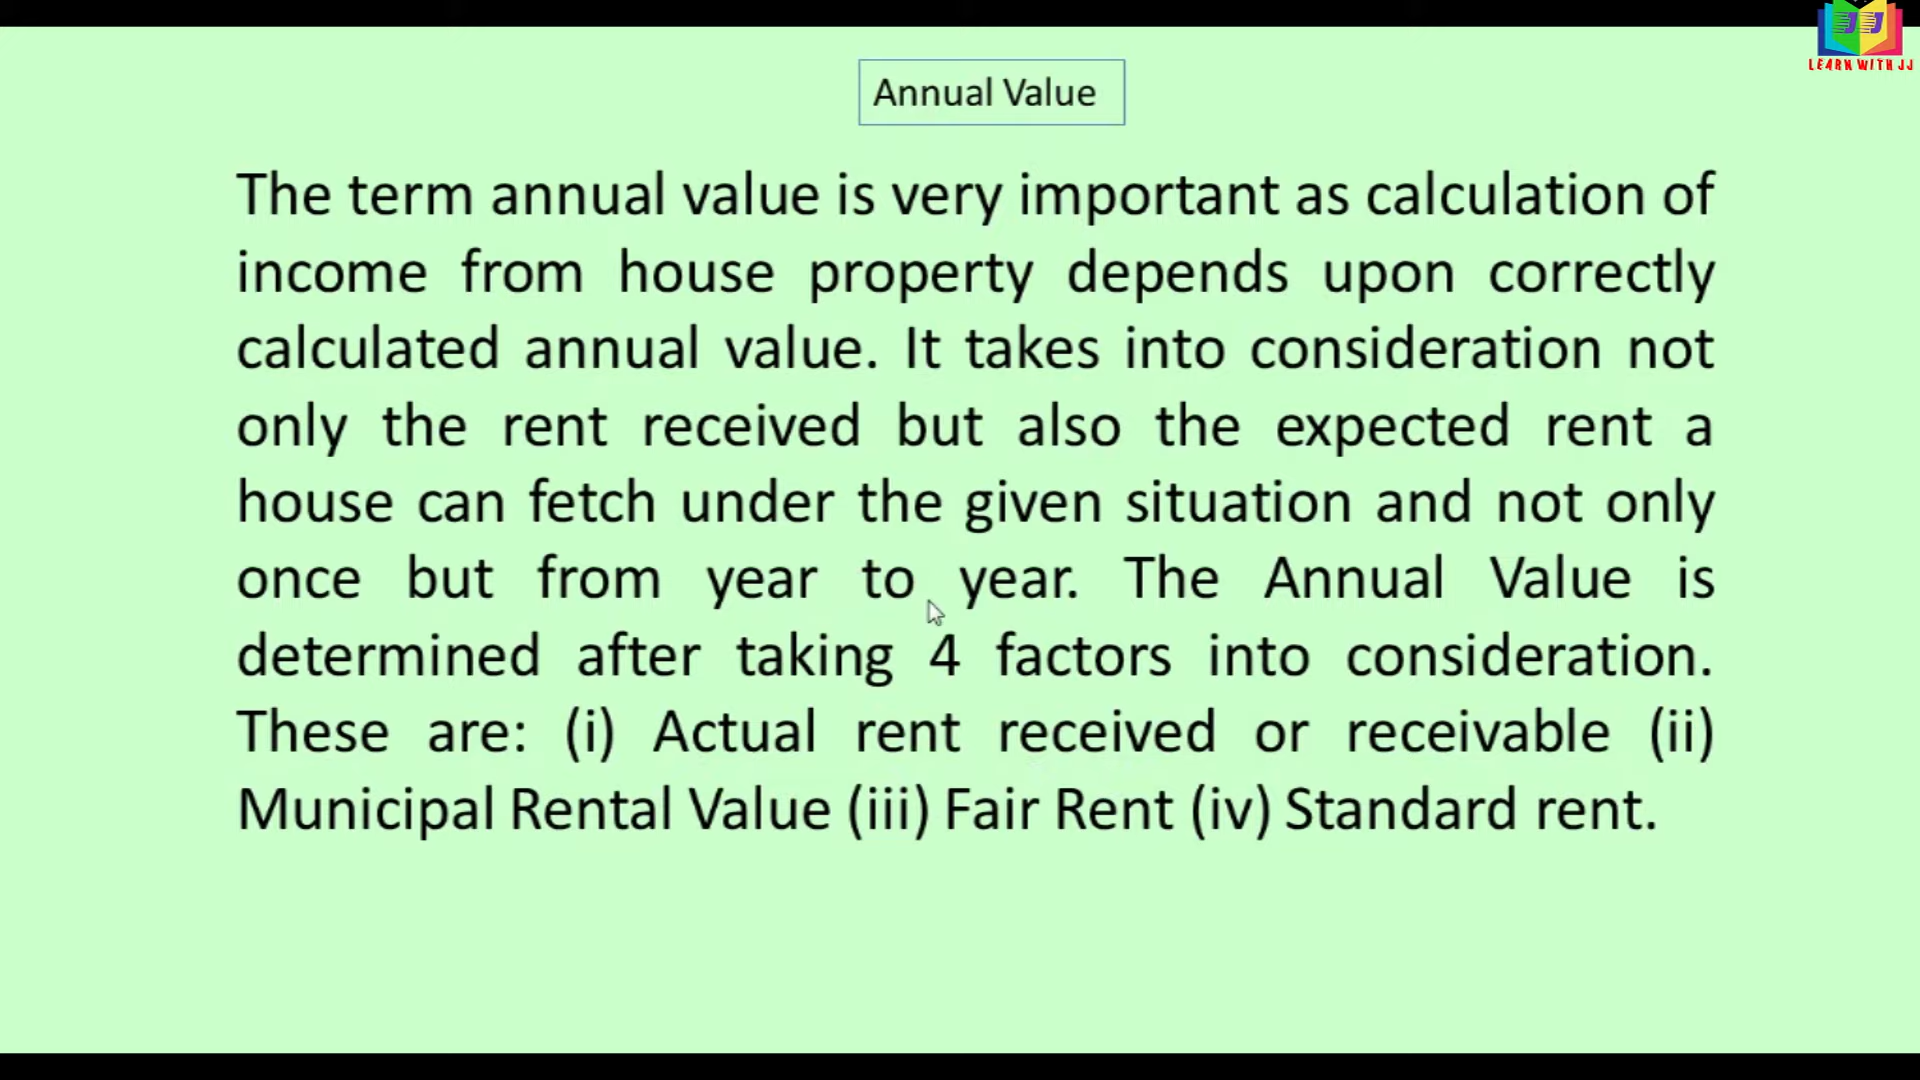 LEARN WITH JJ
Annual Value
The term annual value is very important as calculation of
income from house property depends upon correctly
calculated annual value. It takes into consideration not
only the rent received but also the expected rent a
house can fetch under the given situation and not only
once but from year to year. The Annual Value is
determined after taking 4 factors into consideration.
These are: (i) Actual rent received or receivable (ii)
Municipal Rental Value (iii) Fair Rent (iv) Standard rent.